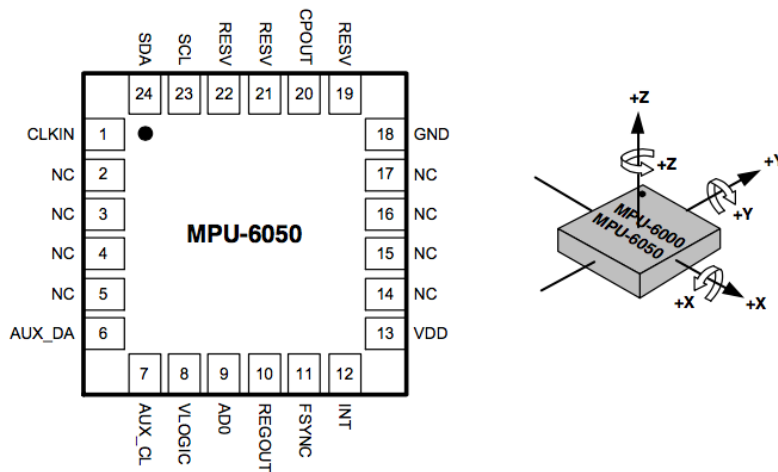 SDA SCL RESV RESV CPOUT RESV
24 23 22 21 20 19
CLKIN 1 18 GND
NC 2 17 NC
NC 3 16 NC
NC 4 15 NC
NC 5 14 NC
AUX_DA 6 13 VDD
MPU-6050
7 8 9 10 11 12
AUX_CL VLOGIC AD0 REGOUT FSYNC INT
+Z
+Z
+Y
+Y
MPU-6000
MPU-6050
+X
+X